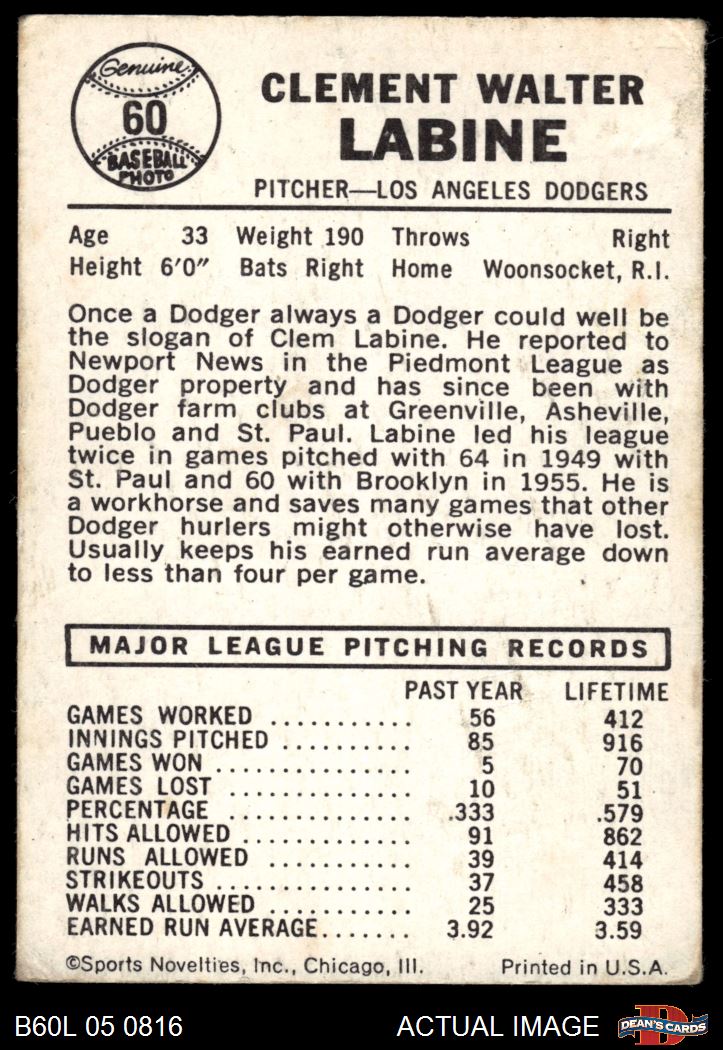 Genuine
60
BASEBALL
PHOTO
CLEMENT WALTER
LABINE
PITCHER—LOS ANGELES DODGERS
Age 33 Weight 190 Throws Right
Height 6'0" Bats Right Home Woonsocket, R.I.
Once a Dodger always a Dodger could well be
the slogan of Clem Labine. He reported to
Newport News in the Piedmont League as
Dodger property and has since been with
Dodger farm clubs at Greenville, Asheville,
Pueblo and St. Paul. Labine led his league
twice in games pitched with 64 in 1949 with
St. Paul and 60 with Brooklyn in 1955. He is
a workhorse and saves many games that other
Dodger hurlers might otherwise have lost.
Usually keeps his earned run average down
to less than four per game.
MAJOR LEAGUE PITCHING RECORDS
PAST YEAR LIFETIME
GAMES WORKED ........... 56 412
INNINGS PITCHED .......... 85 916
GAMES WON ................ 5 70
GAMES LOST ............... 10 51
PERCENTAGE ............... .333 .579
HITS ALLOWED .............. 91 862
RUNS ALLOWED ............. 39 414
STRIKEOUTS ................ 37 458
WALKS ALLOWED ........... 25 333
EARNED RUN AVERAGE....... 3.92 3.59
©Sports Novelties, Inc., Chicago, Ill. Printed in U.S.A.
B60L 05 0816 ACTUAL IMAGE DEAN'S CARDS